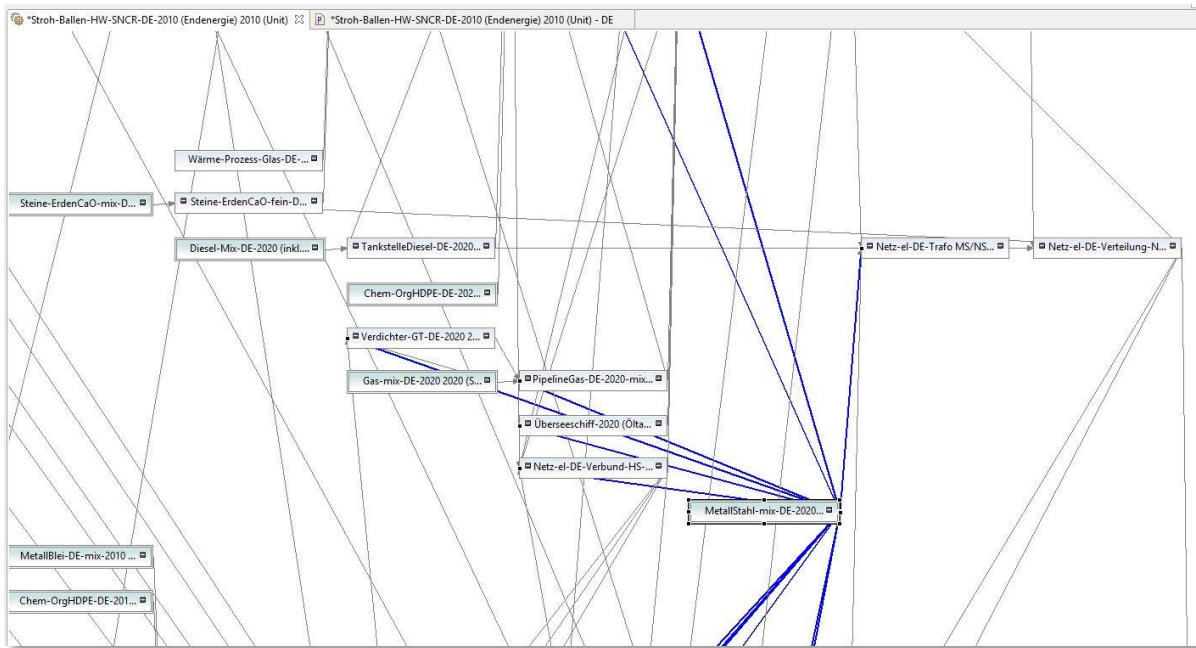 *Stroh-Ballen-HW-SNCR-DE-2010 (Endenergie) 2010 (Unit)
*Stroh-Ballen-HW-SNCR-DE-2010 (Endenergie) 2010 (Unit) - DE
Wärme-Prozess-Glas-DE-...
Steine-ErdenCaO-mix-D...
Steine-ErdenCaO-fein-D...
Diesel-Mix-DE-2020 (inkl....
TankstelleDiesel-DE-2020...
Netz-el-DE-Trafo MS/NS...
Netz-el-DE-Verteilung-N...
Chem-OrgHDPE-DE-202...
Verdichter-GT-DE-2020 2...
Gas-mix-DE-2020 2020 (S...
PipelineGas-DE-2020-mix...
Überseeschiff-2020 (Ölta...
Netz-el-DE-Verbund-HS-...
MetallStahl-mix-DE-2020...
MetallBlei-DE-mix-2010 ...
Chem-OrgHDPE-DE-201...